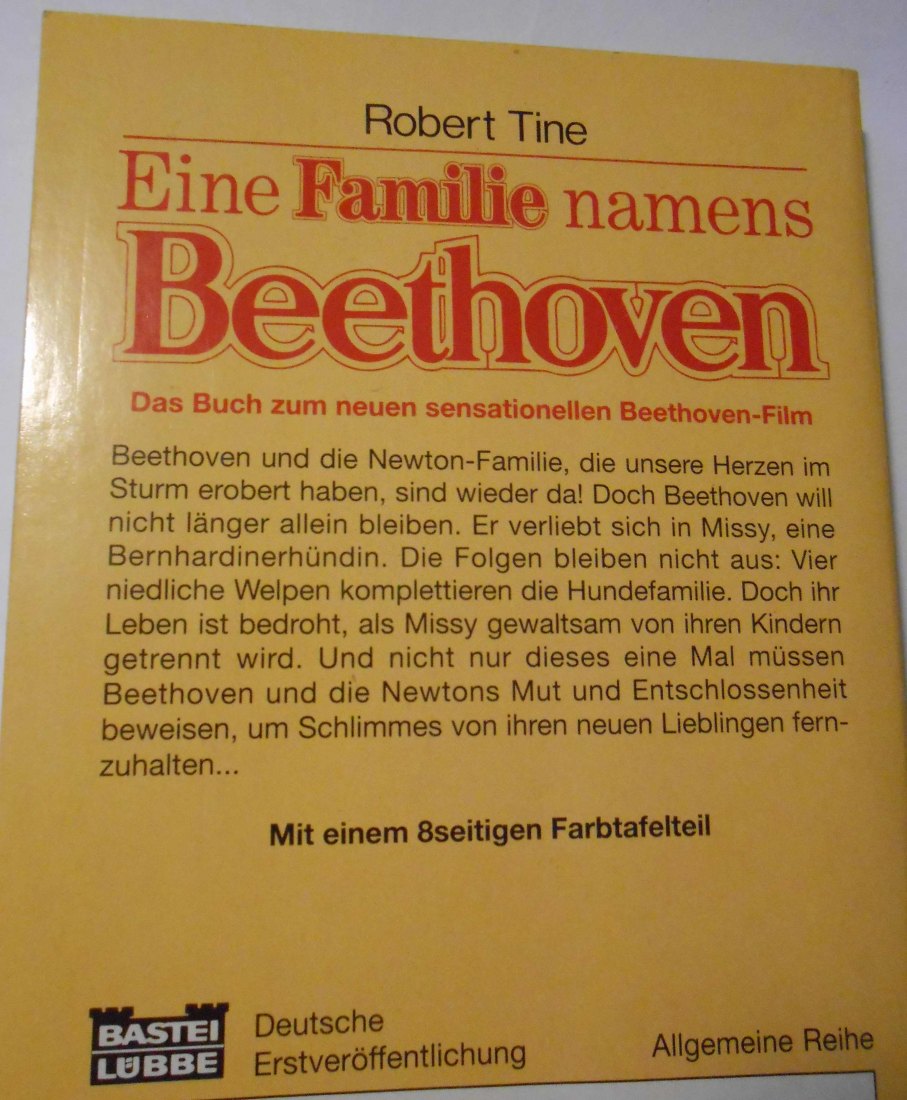 Robert Tine
Eine Familie namens
Beethoven
Das Buch zum neuen sensationellen Beethoven-Film
Beethoven und die Newton-Familie, die unsere Herzen im
Sturm erobert haben, sind wieder da! Doch Beethoven will
nicht länger allein bleiben. Er verliebt sich in Missy, eine
Bernhardinerhündin. Die Folgen bleiben nicht aus: Vier
niedliche Welpen komplettieren die Hundefamilie. Doch ihr
Leben ist bedroht, als Missy gewaltsam von ihren Kindern
getrennt wird. Und nicht nur dieses eine Mal müssen
Beethoven und die Newtons Mut und Entschlossenheit
beweisen, um Schlimmes von ihren neuen Lieblingen fern-
zuhalten...
Mit einem 8seitigen Farbtafelteil
BASTEI
LÜBBE
Deutsche
Erstveröffentlichung
Allgemeine Reihe